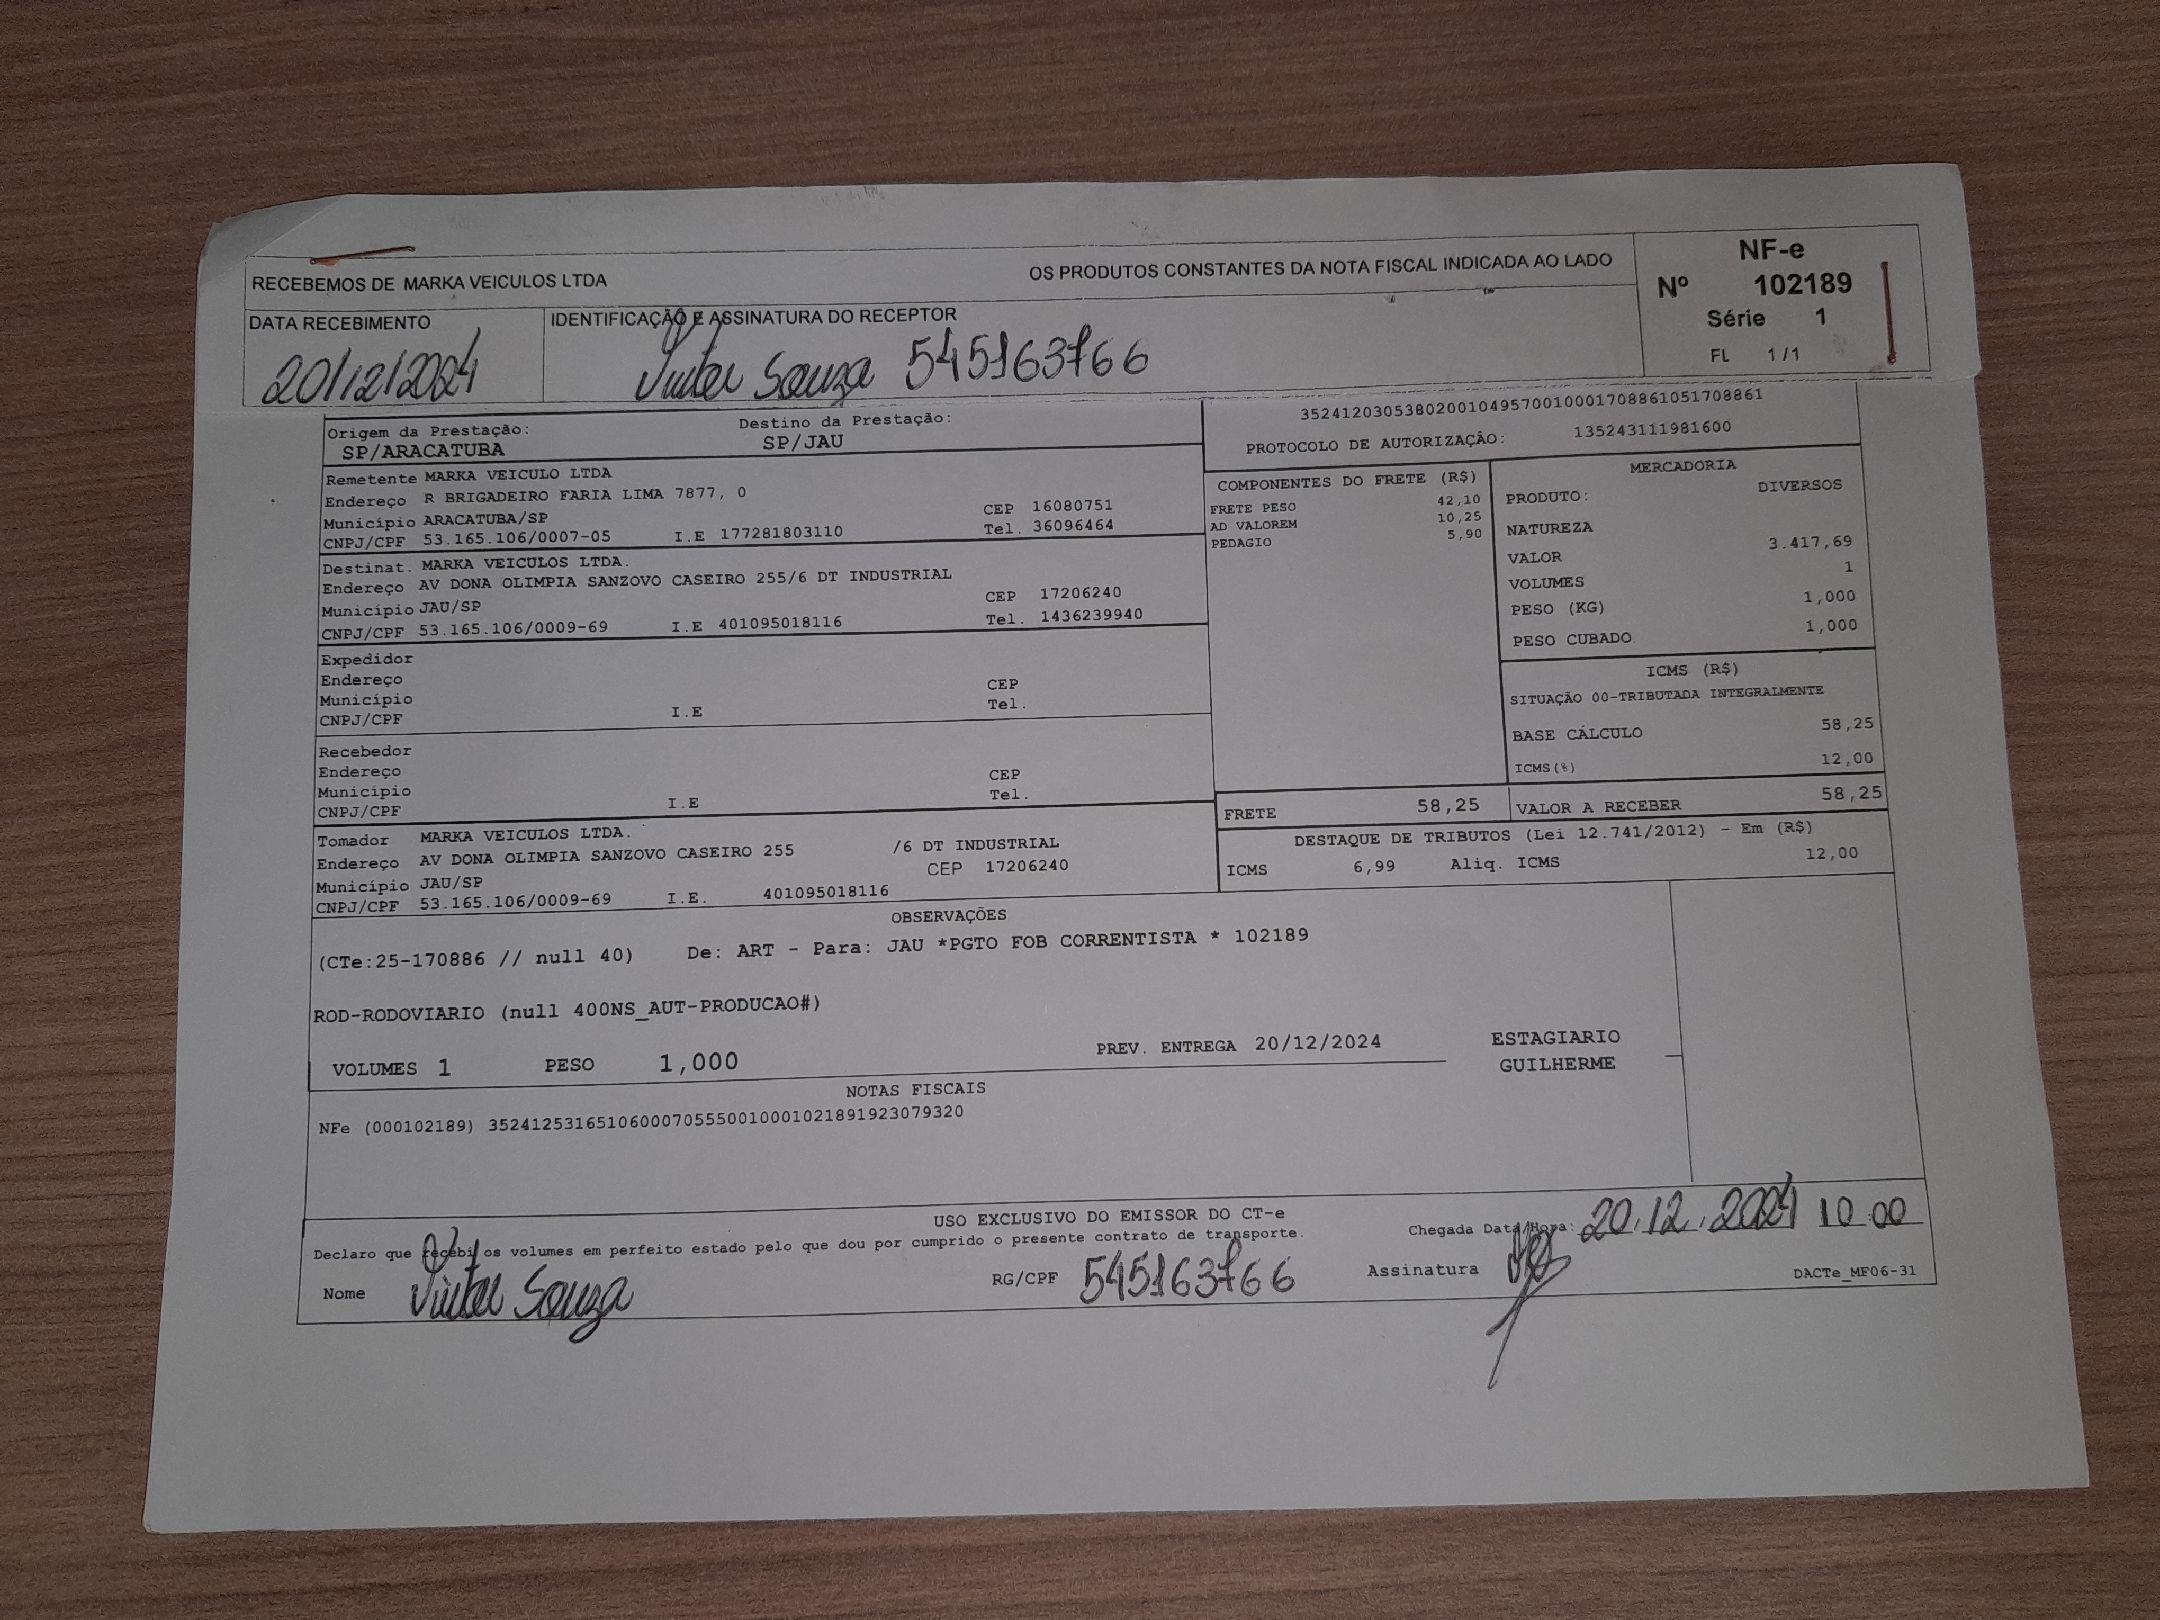 RECEBEMOS DE MARKA VEICULOS LTDA OS PRODUTOS CONSTANTES DA NOTA FISCAL INDICADA AO LADO
NF-e
Nº 102189
Série 1
FL 1/1
DATA RECEBIMENTO
20/12/2024
IDENTIFICAÇÃO E ASSINATURA DO RECEPTOR
Victor Souza 545163766
Origem da Prestação:
SP/ARACATUBA
Destino da Prestação:
SP/JAU
35241203053802001049570010001708861051708861
PROTOCOLO DE AUTORIZAÇÂO: 135243111981600
Remetente MARKA VEICULO LTDA
Endereço R BRIGADEIRO FARIA LIMA 7877, 0
Município ARACATUBA/SP CEP 16080751
CNPJ/CPF 53.165.106/0007-05 I.E 177281803110 Tel. 36096464
Destinat. MARKA VEICULOS LTDA.
Endereço AV DONA OLIMPIA SANZOVO CASEIRO 255/6 DT INDUSTRIAL
Município JAU/SP CEP 17206240
CNPJ/CPF 53.165.106/0009-69 I.E 401095018116 Tel. 1436239940
Expedidor
Endereço
Município CEP
CNPJ/CPF I.E Tel.
Recebedor
Endereço
Município CEP
CNPJ/CPF I.E Tel.
Tomador MARKA VEICULOS LTDA.
Endereço AV DONA OLIMPIA SANZOVO CASEIRO 255 /6 DT INDUSTRIAL
Município JAU/SP CEP 17206240
CNPJ/CPF 53.165.106/0009-69 I.E. 401095018116
COMPONENTES DO FRETE (R$)
FRETE PESO 42,10
AD VALOREM 10,25
PEDAGIO 5,90
MERCADORIA
PRODUTO: DIVERSOS
NATUREZA
VALOR 3.417,69
VOLUMES 1
PESO (KG) 1,000
PESO CUBADO 1,000
ICMS (R$)
SITUAÇÃO 00-TRIBUTADA INTEGRALMENTE
BASE CÁLCULO 58,25
ICMS(%) 12,00
FRETE 58,25 VALOR A RECEBER 58,25
DESTAQUE DE TRIBUTOS (Lei 12.741/2012) - Em (R$)
ICMS 6,99 Aliq. ICMS 12,00
OBSERVAÇÕES
(CTe:25-170886 // null 40) De: ART - Para: JAU *PGTO FOB CORRENTISTA * 102189
ROD-RODOVIARIO (null 400NS_AUT-PRODUCAO#)
VOLUMES 1 PESO 1,000 PREV. ENTREGA 20/12/2024
ESTAGIARIO
GUILHERME
NOTAS FISCAIS
NFe (000102189) 35241253165106000705550010001021891923079320
USO EXCLUSIVO DO EMISSOR DO CT-e
Declaro que recebi os volumes em perfeito estado pelo que dou por cumprido o presente contrato de transporte.
Chegada Data/Hora: 20.12.2024 10 00
Nome Victor Souza RG/CPF 545163766 Assinatura
DACTe_MF06-31